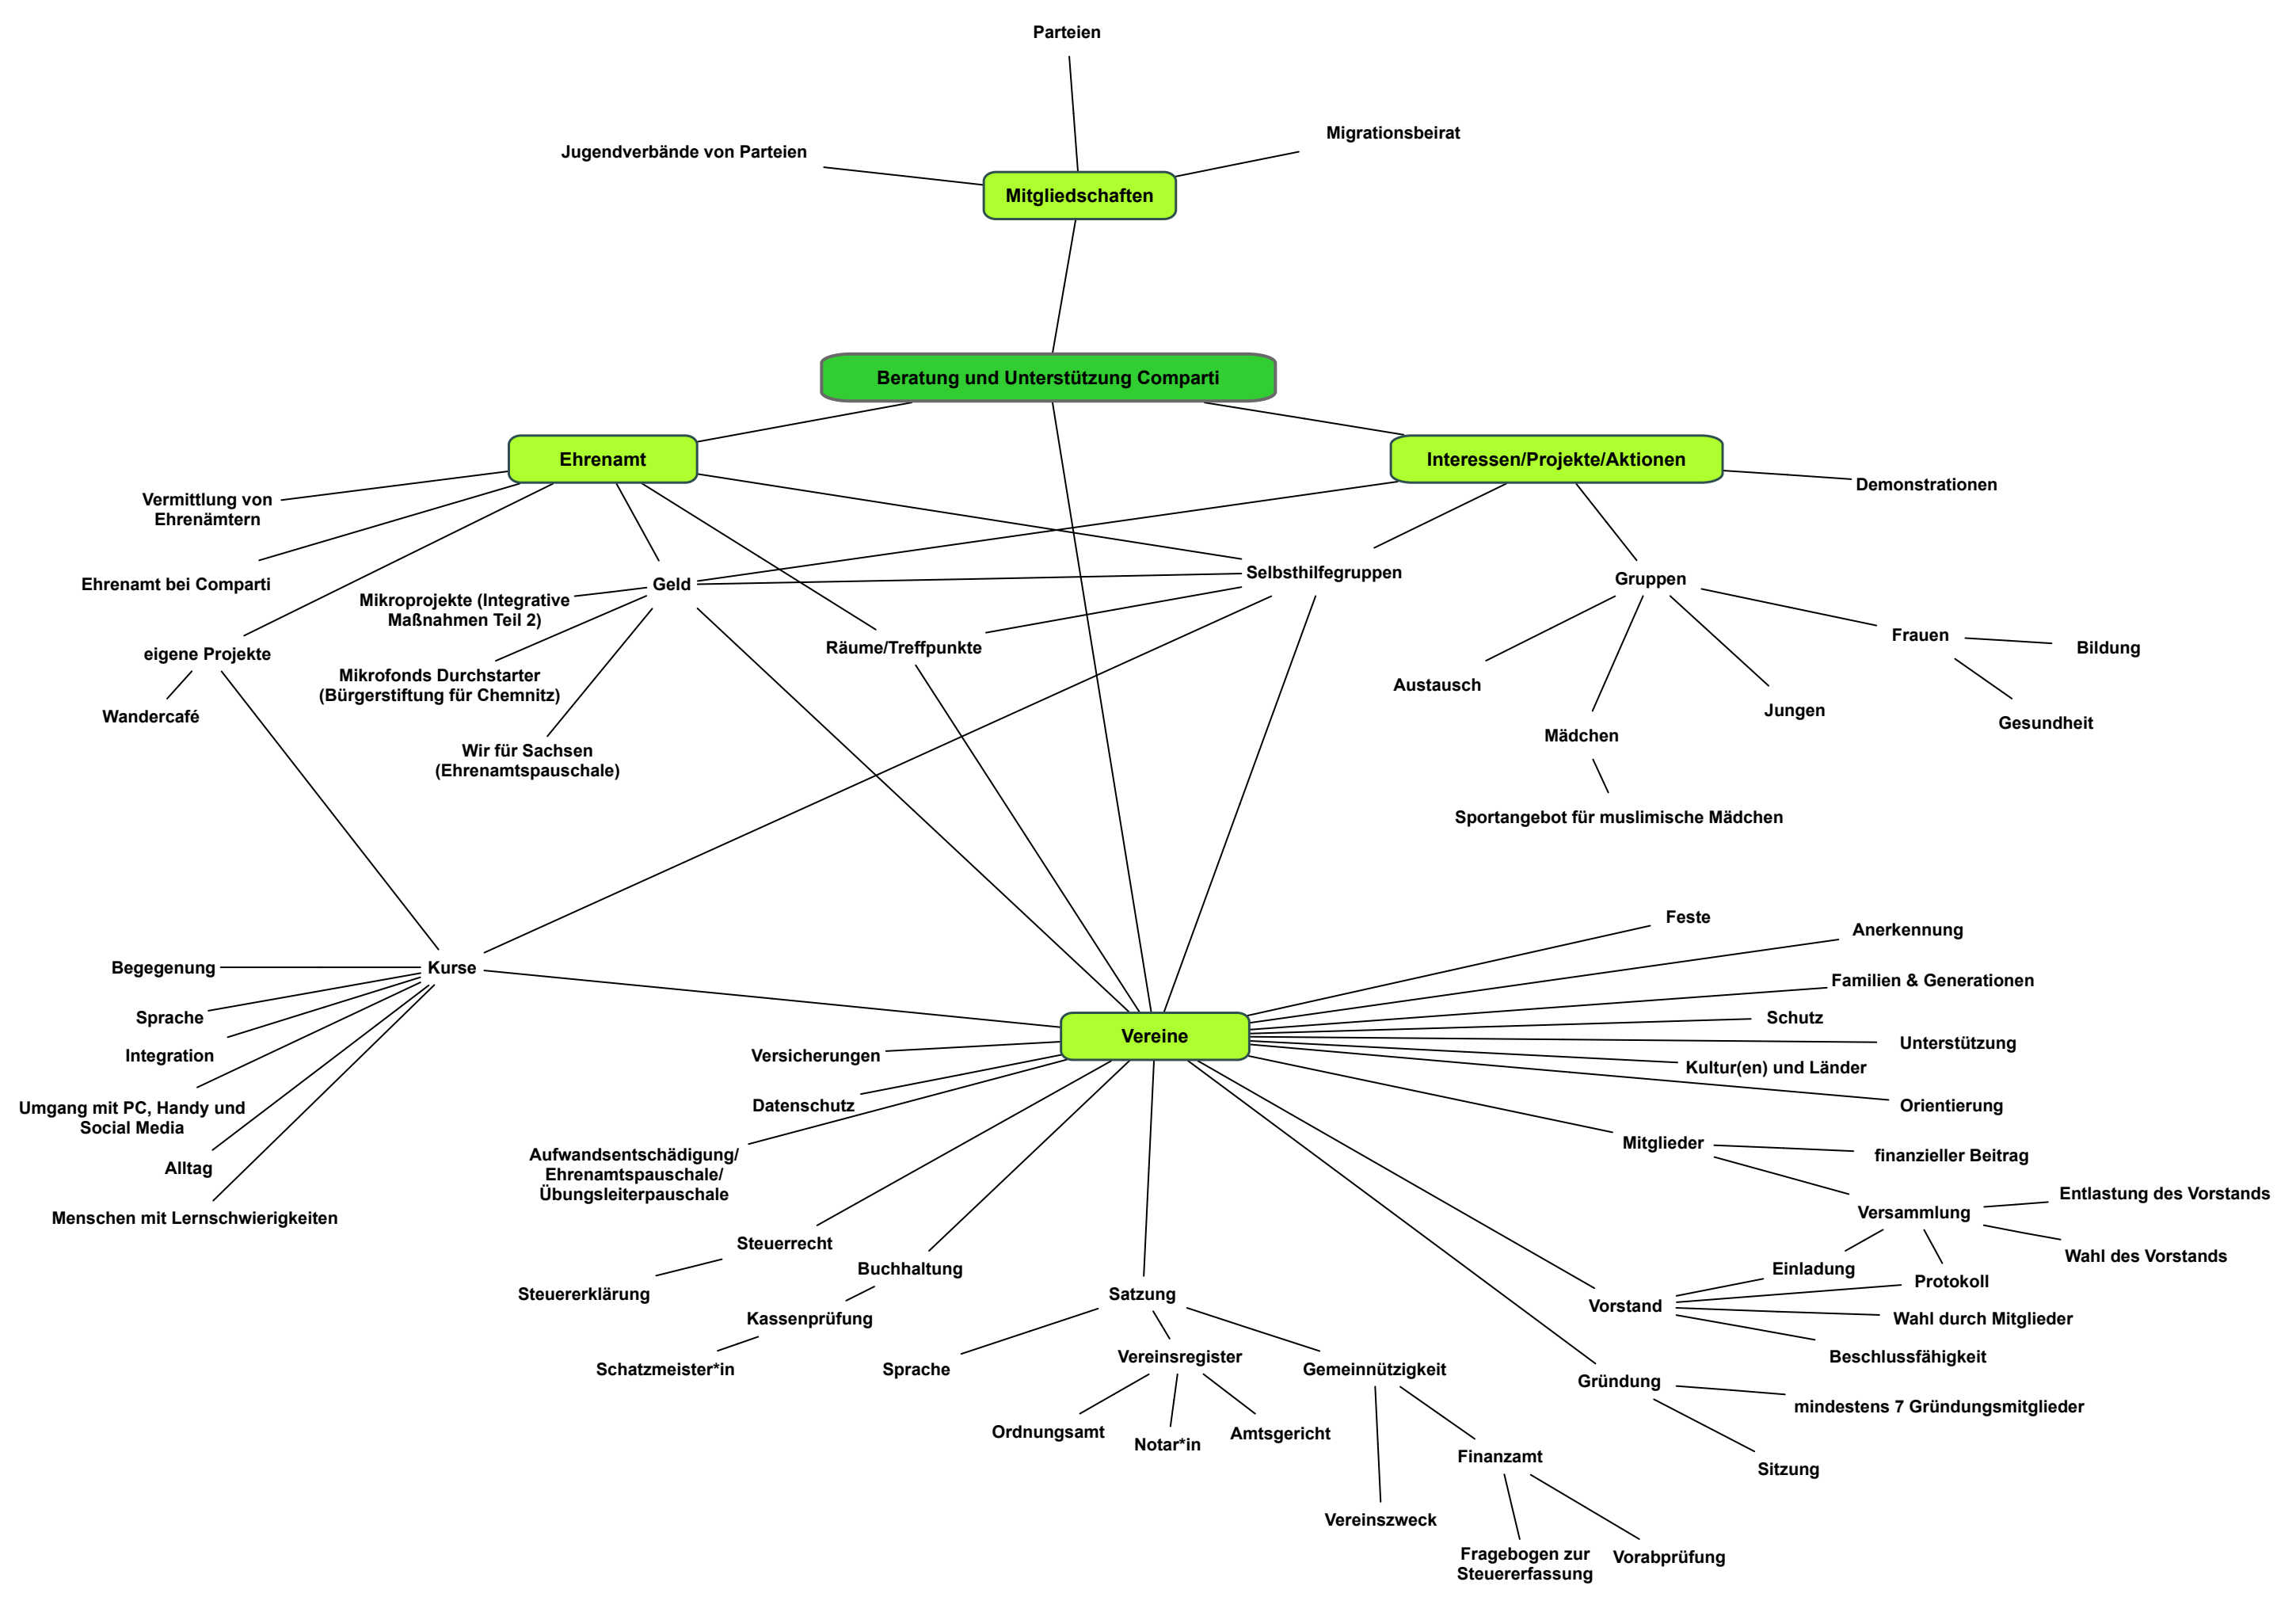 Parteien
Migrationsbeirat
Jugendverbände von Parteien
Mitgliedschaften
Beratung und Unterstützung Comparti
Ehrenamt
Interessen/Projekte/Aktionen
Demonstrationen
Vermittlung von
Ehrenämtern
Ehrenamt bei Comparti
Geld
Selbsthilfegruppen
Gruppen
Mikroprojekte (Integrative
Maßnahmen Teil 2)
eigene Projekte
Räume/Treffpunkte
Frauen
Bildung
Mikrofonds Durchstarter
(Bürgerstiftung für Chemnitz)
Austausch
Wandercafé
Jungen
Gesundheit
Mädchen
Wir für Sachsen
(Ehrenamtspauschale)
Sportangebot für muslimische Mädchen
Feste
Anerkennung
Begegenung
Kurse
Familien & Generationen
Sprache
Schutz
Vereine
Unterstützung
Integration
Versicherungen
Kultur(en) und Länder
Umgang mit PC, Handy und
Social Media
Datenschutz
Orientierung
Mitglieder
Aufwandsentschädigung/
Ehrenamtspauschale/
Übungsleiterpauschale
finanzieller Beitrag
Alltag
Entlastung des Vorstands
Menschen mit Lernschwierigkeiten
Versammlung
Steuerrecht
Wahl des Vorstands
Buchhaltung
Einladung
Protokoll
Steuererklärung
Satzung
Vorstand
Kassenprüfung
Wahl durch Mitglieder
Schatzmeister*in
Sprache
Vereinsregister
Gemeinnützigkeit
Beschlussfähigkeit
Gründung
mindestens 7 Gründungsmitglieder
Ordnungsamt
Notar*in
Amtsgericht
Finanzamt
Sitzung
Vereinszweck
Fragebogen zur
Steuererfassung
Vorabprüfung